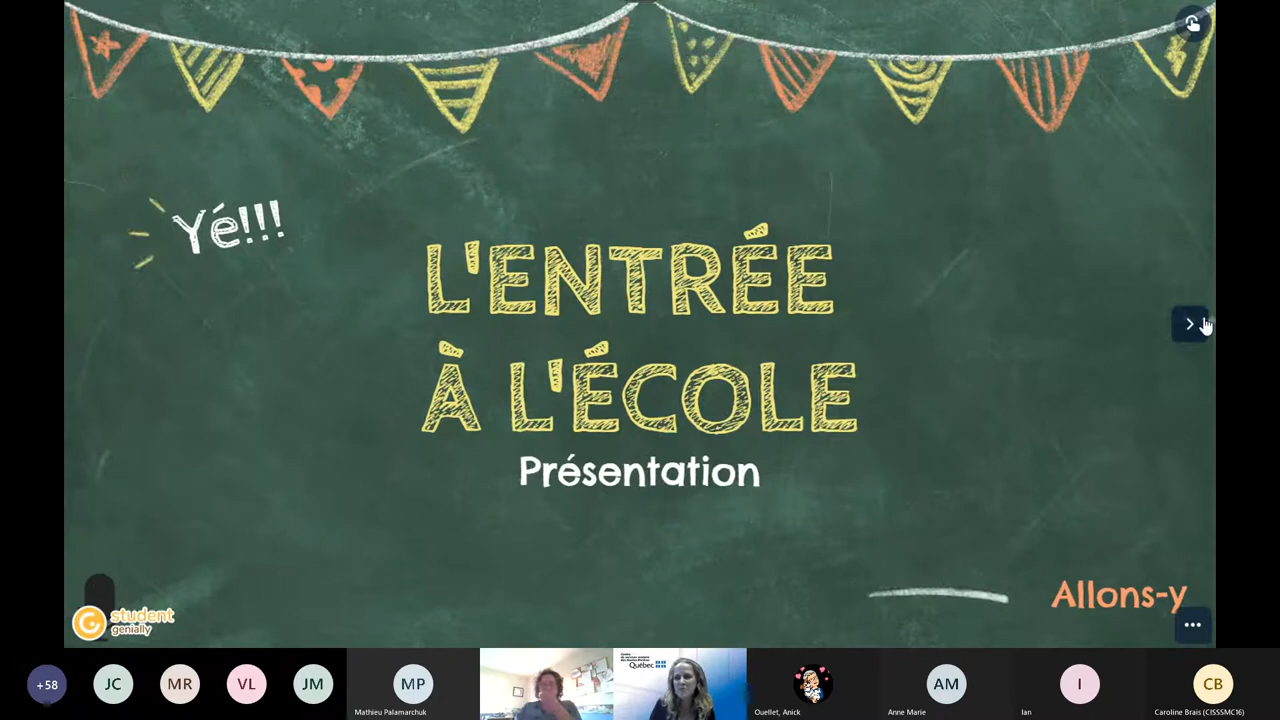 Yé!!!
L'ENTRÉE
À L'ÉCOLE
Présentation
Allons-y
student
genially
+58
JC
MR
VL
JM
MP
Mathieu Palamarchuk
Québec
Ouellet, Anick
AM
Anne Marie
I
Ian
CB
Caroline Brais (CISSSMC16)